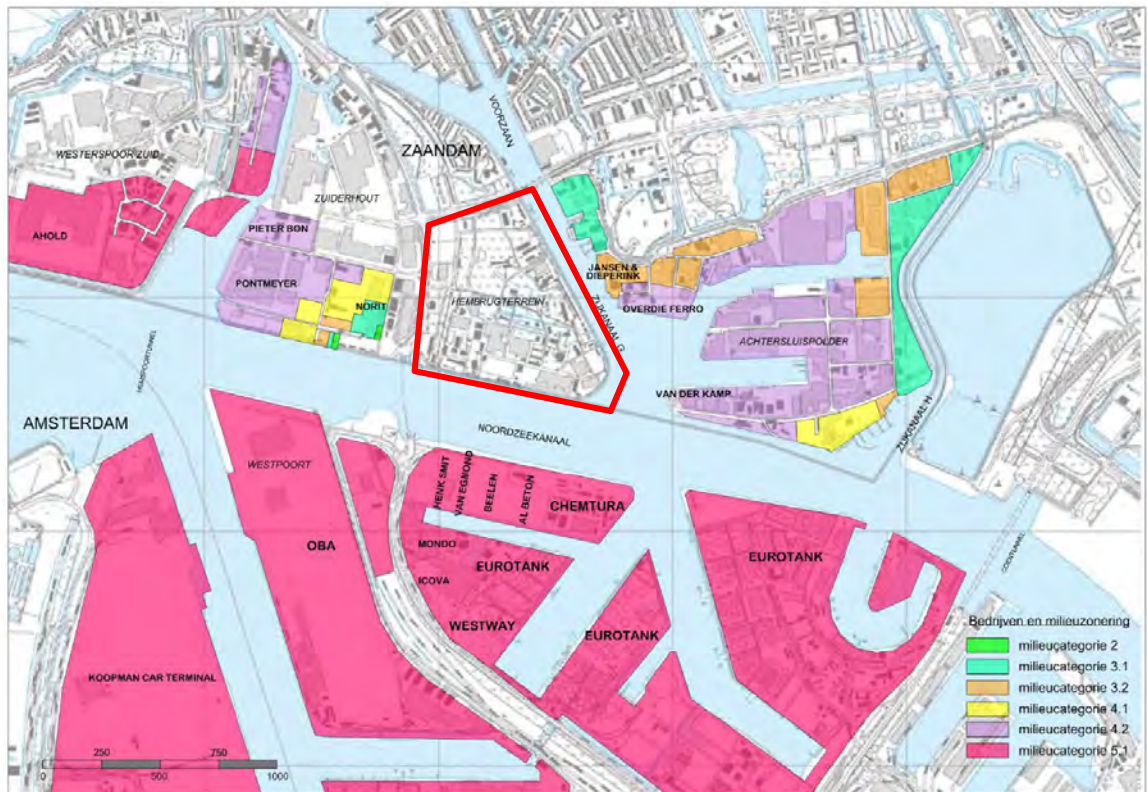 VOORZAAN
ZAANDAM
WESTERSPOOR ZUID
ZUIDERHOUT
AHOLD
PIETER BON
PONTMEYER
NORIT
HEMBRUGTERREIN
JANSEN &
DIEPERINK
OVERDIE FERRO
ZIJKANAAL G
ACHTERSLUISPOLDER
VAN DER KAMP
HEMSPOORTUNNEL
AMSTERDAM
NOORDZEEKANAAL
ZIJKANAAL H
WESTPOORT
HENK SMIT
VAN EGMOND
BEELEN
AL BETON
CHEMTURA
OBA
MONDO
EUROTANK
ICOVA
WESTWAY
EUROTANK
EUROTANK
COENTUNNEL
KOOPMAN CAR TERMINAL
Bedrijven en milieuzonering
milieucategorie 2
milieucategorie 3.1
milieucategorie 3.2
milieucategorie 4.1
milieucategorie 4.2
milieucategorie 5.1
250 750
0 500 1000